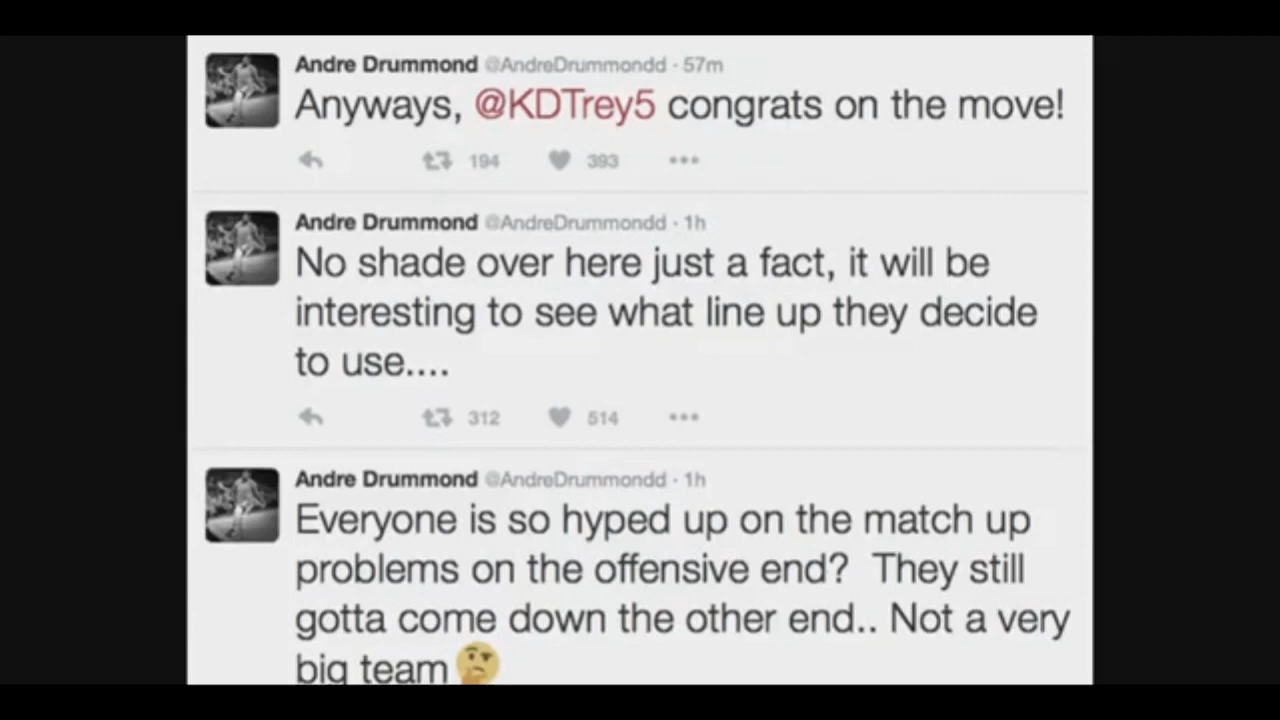 Andre Drummond @AndreDrummondd · 57m
Anyways, @KDTrey5 congrats on the move!
194 393 •••
Andre Drummond @AndreDrummondd · 1h
No shade over here just a fact, it will be
interesting to see what line up they decide
to use....
312 514 •••
Andre Drummond @AndreDrummondd · 1h
Everyone is so hyped up on the match up
problems on the offensive end?  They still
gotta come down the other end.. Not a very
big team 🤔